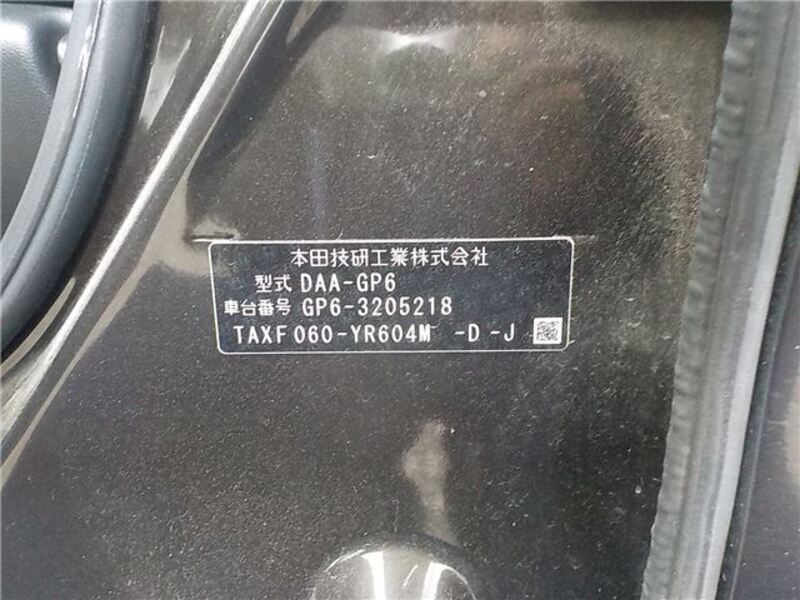 本田技研工業株式会社
型式 DAA-GP6
車台番号 GP6-3205218
TAXF060-YR604M -D -J